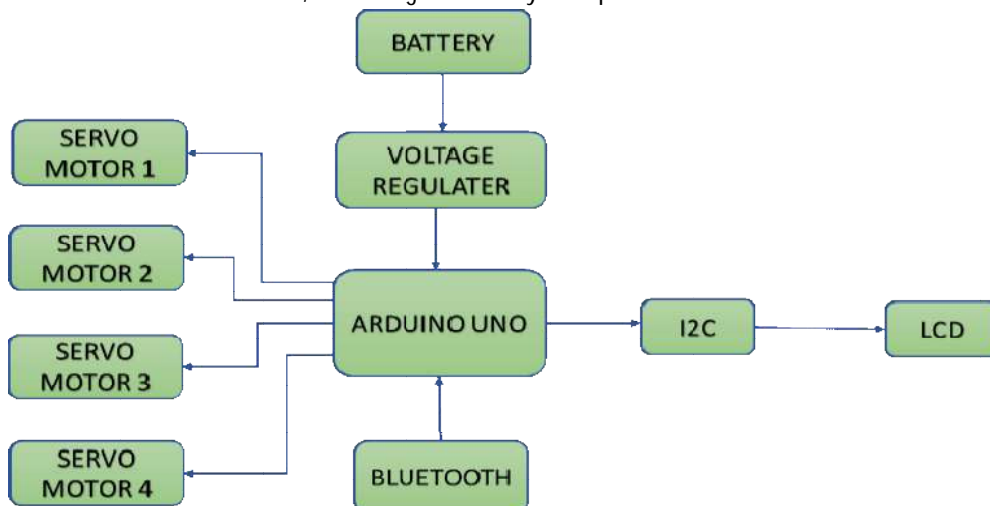 BATTERY
SERVO
MOTOR 1
VOLTAGE
REGULATER
SERVO
MOTOR 2
ARDUINO UNO
I2C
LCD
SERVO
MOTOR 3
SERVO
MOTOR 4
BLUETOOTH